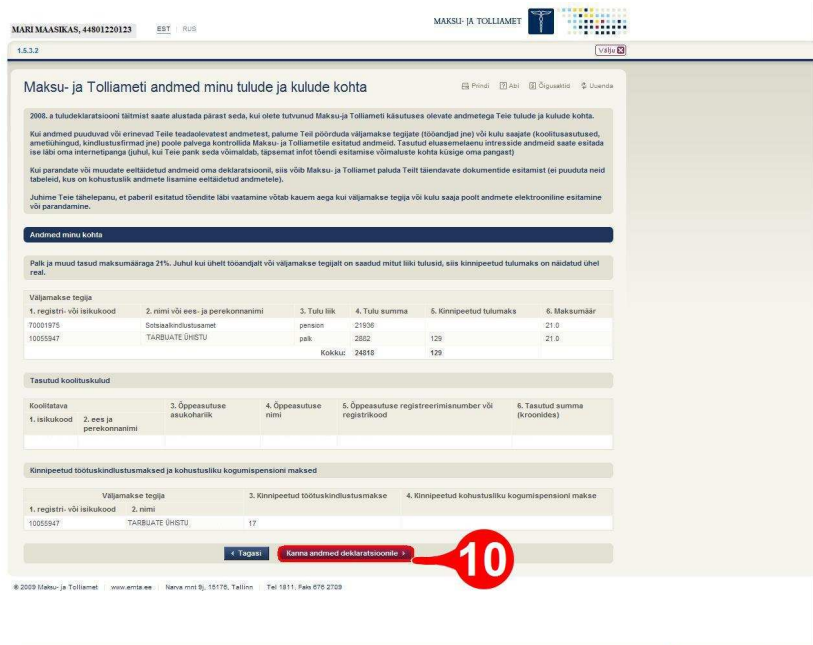 MARI MAASIKAS, 44801220123
EST RUS
MAKSU- JA TOLLIAMET
1.5.3.2
Välju
Maksu- ja Tolliameti andmed minu tulude ja kulude kohta
Prindi Abi Õigusaktid Uuenda
2008. a tuludeklaratsiooni täitmist saate alustada pärast seda, kui olete tutvunud Maksu-ja Tolliameti käsutuses olevate andmetega Teie tulude ja kulude kohta.
Kui andmed puuduvad või erinevad Teile teadaolevatest andmetest, palume Teil pöörduda väljamakse tegijate (tööandjad jne) või kulu saajate (koolitusasutused,
ametiühingud, kindlustusfirmad jne) poole palvega kontrollida Maksu- ja Tolliametile esitatud andmeid. Tasutud eluasemelaenu intresside andmeid saate esitada
ise läbi oma internetipanga (juhul, kui Teie pank seda võimaldab, täpsemat infot tõendi esitamise võimaluste kohta küsige oma pangast)
Kui parandate või muudate eeltäidetud andmeid oma deklaratsioonil, siis võib Maksu- ja Tolliamet paluda Teilt täiendavate dokumentide esitamist (ei puuduta neid
tabeleid, kus on kohustuslik andmete lisamine eeltäidetud andmetele).
Juhime Teie tähelepanu, et paberil esitatud tõendite läbi vaatamine võtab kauem aega kui väljamakse tegija või kulu saaja poolt andmete elektrooniline esitamine
või parandamine.
Andmed minu kohta
Palk ja muud tasud maksumääraga 21%. Juhul kui ühelt tööandjalt või väljamakse tegijalt on saadud mitut liiki tulusid, siis kinnipeetud tulumaks on näidatud ühel
real.
Väljamakse tegija
1. registri- või isikukood 2. nimi või ees- ja perekonnanimi 3. Tulu liik 4. Tulu summa 5. Kinnipeetud tulumaks 6. Maksumäär
70001975 Sotsiaalkindlustusamet pension 21936 21.0
10055947 TARBIJATE ÜHISTU palk 2882 129 21.0
Kokku: 24818 129
Tasutud koolituskulud
Koolitatava 3. Õppeasutuse 4. Õppeasutuse 5. Õppeasutuse registreerimisnumber või 6. Tasutud summa
1. isikukood 2. ees ja asukohariik nimi registrikood (kroonides)
perekonnanimi
Kinnipeetud töötuskindlustusmaksed ja kohustusliku kogumispensioni maksed
Väljamakse tegija 3. Kinnipeetud töötuskindlustusmakse 4. Kinnipeetud kohustusliku kogumispensioni makse
1. registri- või isikukood 2. nimi
10055947 TARBIJATE ÜHISTU 17
Tagasi Kanna andmed deklaratsioonile
10
© 2009 Maksu- ja Tolliamet www.emta.ee Narva mnt 9j, 15176, Tallinn Tel 1811, Faks 676 2709